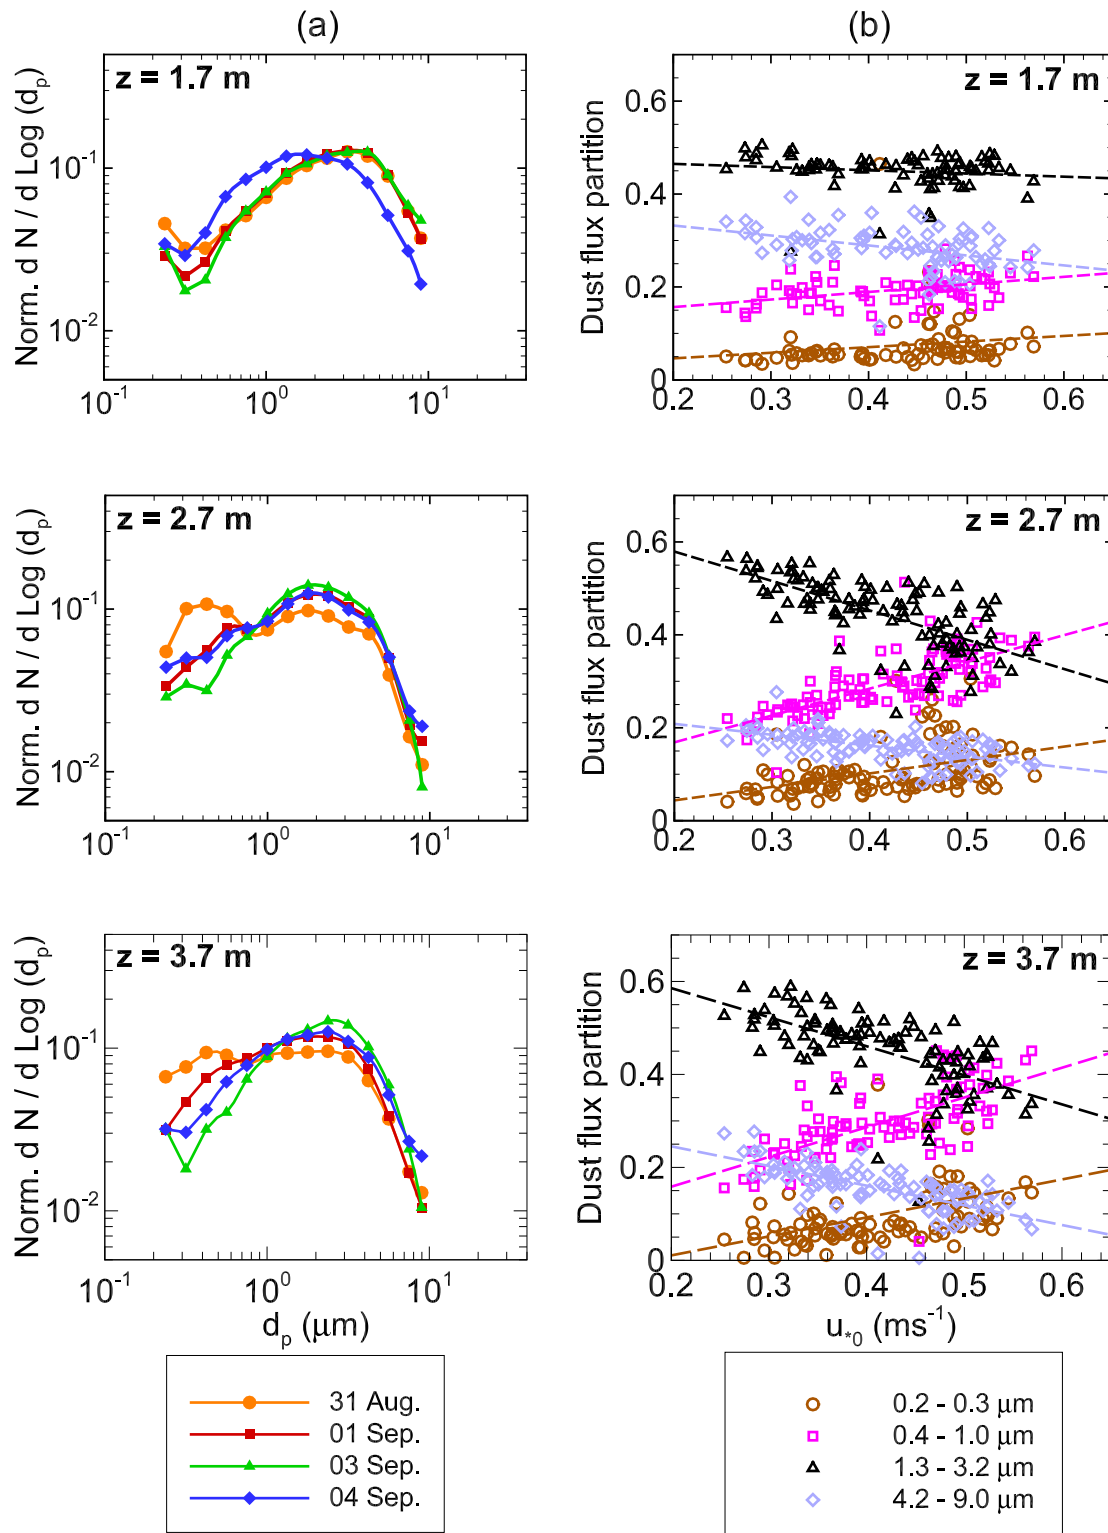 (a)
(b)
z = 1.7 m
Norm. d N / d Log (dp)
10-1
10-2
10-1
100
101
z = 1.7 m
Dust flux partition
0.6
0.4
0.2
0
0.2
0.3
0.4
0.5
0.6
z = 2.7 m
Norm. d N / d Log (dp)
10-1
10-2
10-1
100
101
z = 2.7 m
Dust flux partition
0.6
0.4
0.2
0
0.2
0.3
0.4
0.5
0.6
z = 3.7 m
Norm. d N / d Log (dp)
10-1
10-2
10-1
100
101
dp (μm)
z = 3.7 m
Dust flux partition
0.6
0.4
0.2
0
0.2
0.3
0.4
0.5
0.6
u*0 (ms-1)
31 Aug.
01 Sep.
03 Sep.
04 Sep.
0.2 - 0.3 μm
0.4 - 1.0 μm
1.3 - 3.2 μm
4.2 - 9.0 μm